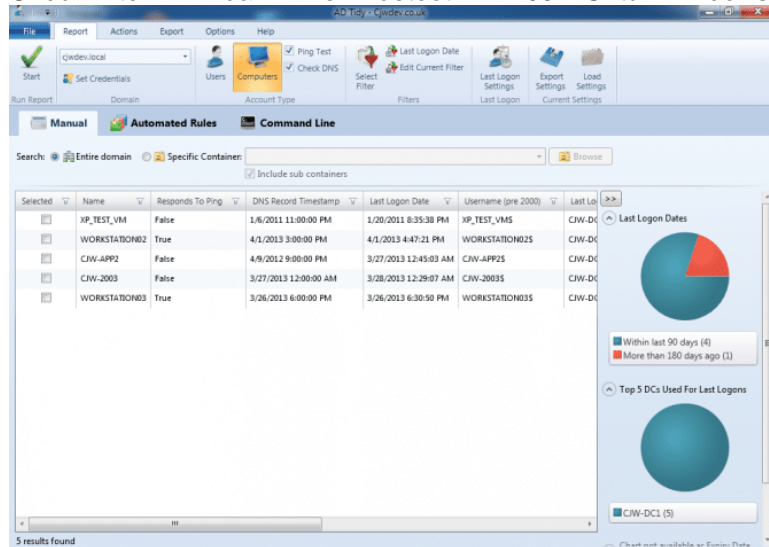 AD Tidy - Cjwdev.co.uk
File Report Actions Export Options Help
Start
Run Report
cjwdev.local
Set Credentials
Domain
Users
Computers
Ping Test
Check DNS
Account Type
Select Filter
Last Logon Date
Edit Current Filter
Filters
Last Logon Settings
Last Logon
Export Settings
Load Settings
Current Settings
Manual Automated Rules Command Line
Search: Entire domain Specific Container: Browse
Include sub containers
Selected Name Responds To Ping DNS Record Timestamp Last Logon Date Username (pre 2000) Last Lo
XP_TEST_VM False 1/6/2011 11:00:00 PM 1/20/2011 8:35:38 PM XP_TEST_VM$ CJW-DC
WORKSTATION02 True 4/1/2013 3:00:00 PM 4/1/2013 4:47:21 PM WORKSTATION02$ CJW-DC
CJW-APP2 False 4/9/2012 9:00:00 PM 3/27/2013 12:45:03 AM CJW-APP2$ CJW-DC
CJW-2003 False 3/27/2013 12:00:00 AM 3/28/2013 12:29:07 AM CJW-2003$ CJW-DC
WORKSTATION03 True 3/26/2013 6:00:00 PM 3/26/2013 6:30:50 PM WORKSTATION03$ CJW-DC
>>
Last Logon Dates
Within last 90 days (4)
More than 180 days ago (1)
Top 5 DCs Used For Last Logons
CJW-DC1 (5)
Chart not available as Expiry Date
5 results found